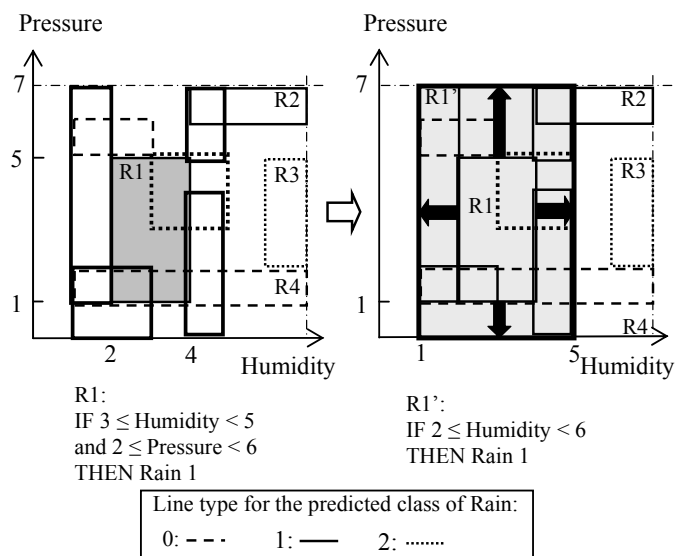 Pressure
7
R2
5
R1
R3
1
R4
2
4
Humidity
R1:
IF 3 ≤ Humidity < 5
and 2 ≤ Pressure < 6
THEN Rain 1
Pressure
7
R1’
R2
5
R3
R1
1
R4
1
5
Humidity
R1’:
IF 2 ≤ Humidity < 6
THEN Rain 1
Line type for the predicted class of Rain:
0: 1: 2: